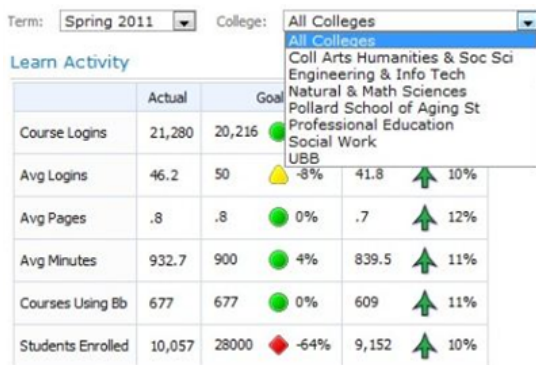 Term: Spring 2011 College: All Colleges
All Colleges
Coll Arts Humanities & Soc Sci
Engineering & Info Tech
Natural & Math Sciences
Pollard School of Aging St
Professional Education
Social Work
UBB
Learn Activity
Actual Goal
Course Logins 21,280 20,216
Avg Logins 46.2 50 -8% 41.8 10%
Avg Pages .8 .8 0% .7 12%
Avg Minutes 932.7 900 4% 839.5 11%
Courses Using Bb 677 677 0% 609 11%
Students Enrolled 10,057 28000 -64% 9,152 10%